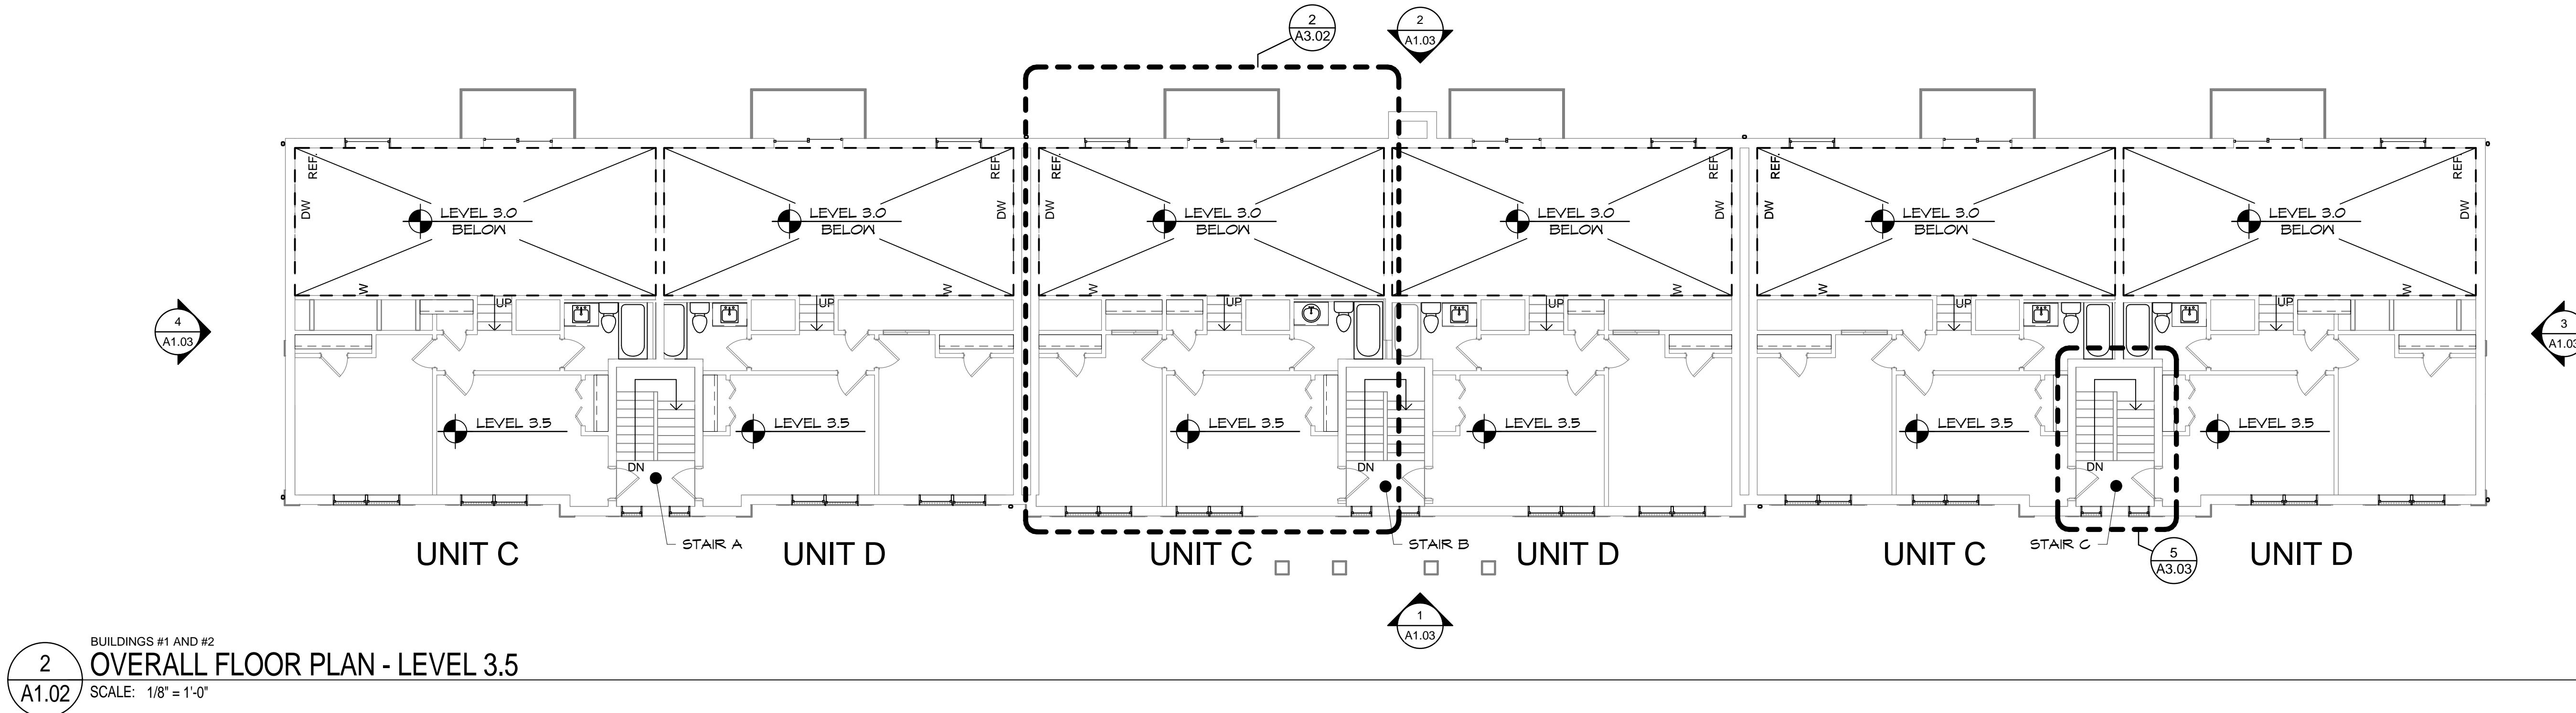 2
A3.02
2
A1.03
REF.
REF.
REF.
REF.
REF.
REF.
DW
DW
DW
DW
DW
DW
LEVEL 3.0
BELOW
LEVEL 3.0
BELOW
LEVEL 3.0
BELOW
LEVEL 3.0
BELOW
LEVEL 3.0
BELOW
LEVEL 3.0
BELOW
W
W
W
W
W
W
UP
UP
UP
UP
UP
UP
4
A1.03
3
A1.03
LEVEL 3.5
LEVEL 3.5
LEVEL 3.5
LEVEL 3.5
LEVEL 3.5
LEVEL 3.5
DN
DN
DN
STAIR A
STAIR B
STAIR C
UNIT C
UNIT D
UNIT C
UNIT D
UNIT C
UNIT D
5
A3.03
1
A1.03
BUILDINGS #1 AND #2
2
OVERALL FLOOR PLAN - LEVEL 3.5
A1.02
SCALE: 1/8" = 1'-0"